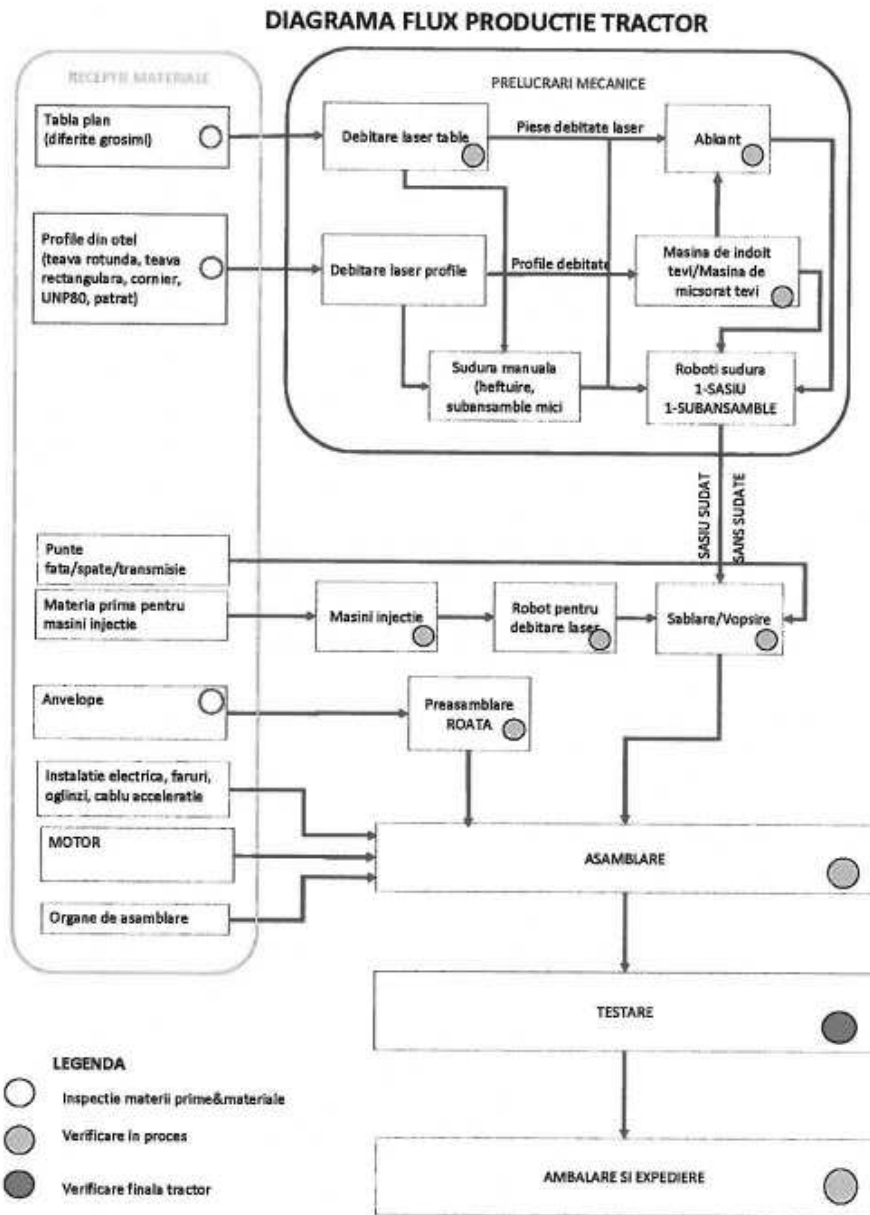 DIAGRAMA FLUX PRODUCTIE TRACTOR
RECEPTII MATERIALE
PRELUCRARI MECANICE
Tabla plan
(diferite grosimi)
Debitare laser table
Piese debitate laser
Abkant
Profile din otel
(teava rotunda, teava
rectangulara, cornier,
UNP80, patrat)
Debitare laser profile
Profile debitate
Masina de indoit
tevi/Masina de
micsorat tevi
Sudura manuala
(heftuire,
subansamble mici
Roboti sudura
1-SASIU
1-SUBANSAMBLE
SASIU SUDAT
SANS SUDATE
Punte
fata/spate/transmisie
Materia prima pentru
masini injectie
Masini injectie
Robot pentru
debitare laser
Sablare/Vopsire
Anvelope
Preasamblare
ROATA
Instalatie electrica, faruri,
oglinzi, cablu acceleratie
MOTOR
Organe de asamblare
ASAMBLARE
TESTARE
AMBALARE SI EXPEDIERE
LEGENDA
Inspectie materii prime&materiale
Verificare in proces
Verificare finala tractor